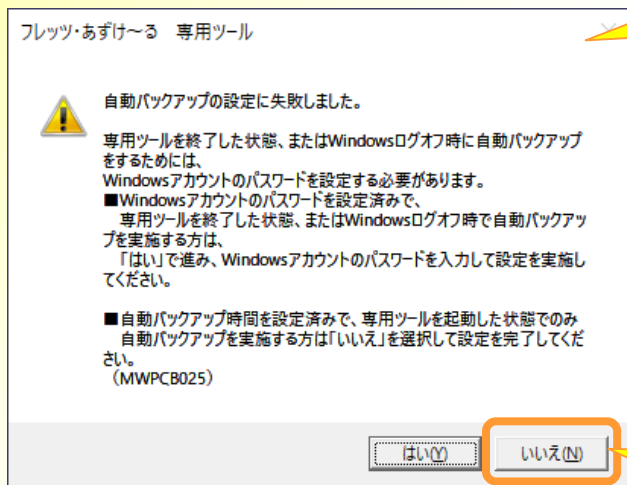 フレッツ・あずけ～る　専用ツール
自動バックアップの設定に失敗しました。
専用ツールを終了した状態、またはWindowsログオフ時に自動バックアップ
をするためには、
Windowsアカウントのパスワードを設定する必要があります。
■Windowsアカウントのパスワードを設定済みで、
　専用ツールを終了した状態、またはWindowsログオフ時で自動バックアッ
プを実施する方は、
　「はい」で進み、Windowsアカウントのパスワードを入力して設定を実施し
てください。
■自動バックアップ時間を設定済みで、専用ツールを起動した状態でのみ
　自動バックアップを実施する方は「いいえ」を選択して設定を完了してくだ
さい。
（MWPCB025）
はい(Y)
いいえ(N)